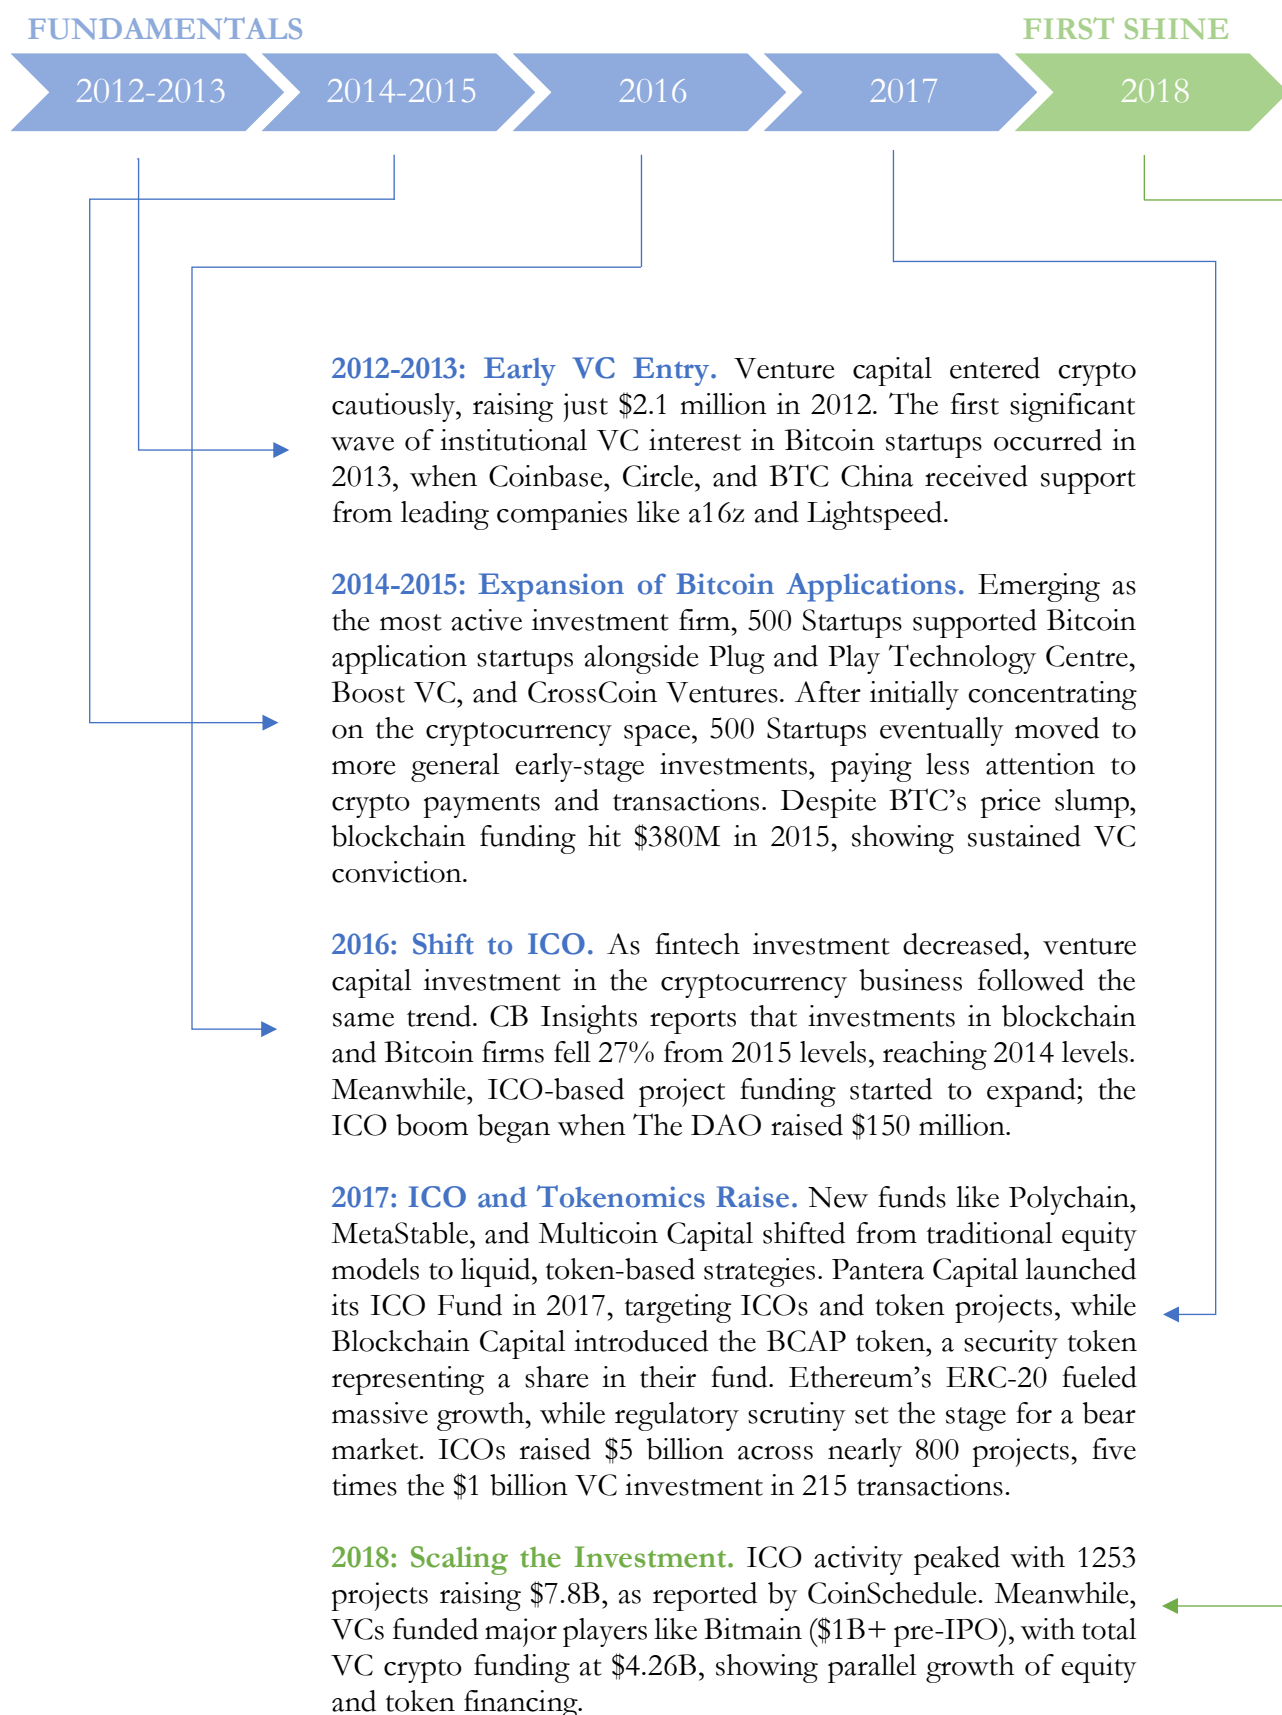 FUNDAMENTALS
FIRST SHINE
2012-2013
2014-2015
2016
2017
2018
2012-2013: Early VC Entry. Venture capital entered crypto
cautiously, raising just $2.1 million in 2012. The first significant
wave of institutional VC interest in Bitcoin startups occurred in
2013, when Coinbase, Circle, and BTC China received support
from leading companies like a16z and Lightspeed.
2014-2015: Expansion of Bitcoin Applications. Emerging as
the most active investment firm, 500 Startups supported Bitcoin
application startups alongside Plug and Play Technology Centre,
Boost VC, and CrossCoin Ventures. After initially concentrating
on the cryptocurrency space, 500 Startups eventually moved to
more general early-stage investments, paying less attention to
crypto payments and transactions. Despite BTC’s price slump,
blockchain funding hit $380M in 2015, showing sustained VC
conviction.
2016: Shift to ICO. As fintech investment decreased, venture
capital investment in the cryptocurrency business followed the
same trend. CB Insights reports that investments in blockchain
and Bitcoin firms fell 27% from 2015 levels, reaching 2014 levels.
Meanwhile, ICO-based project funding started to expand; the
ICO boom began when The DAO raised $150 million.
2017: ICO and Tokenomics Raise. New funds like Polychain,
MetaStable, and Multicoin Capital shifted from traditional equity
models to liquid, token-based strategies. Pantera Capital launched
its ICO Fund in 2017, targeting ICOs and token projects, while
Blockchain Capital introduced the BCAP token, a security token
representing a share in their fund. Ethereum’s ERC-20 fueled
massive growth, while regulatory scrutiny set the stage for a bear
market. ICOs raised $5 billion across nearly 800 projects, five
times the $1 billion VC investment in 215 transactions.
2018: Scaling the Investment. ICO activity peaked with 1253
projects raising $7.8B, as reported by CoinSchedule. Meanwhile,
VCs funded major players like Bitmain ($1B+ pre-IPO), with total
VC crypto funding at $4.26B, showing parallel growth of equity
and token financing.